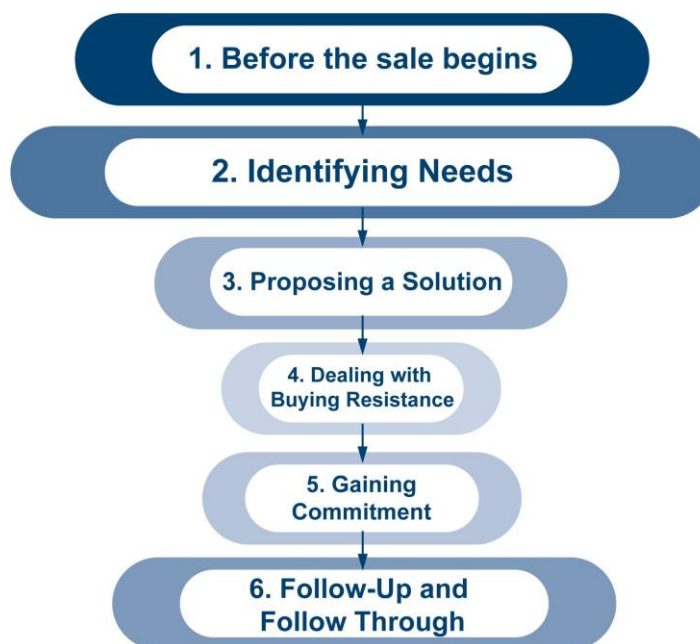 1. Before the sale begins
2. Identifying Needs
3. Proposing a Solution
4. Dealing with
Buying Resistance
5. Gaining
Commitment
6. Follow-Up and
Follow Through